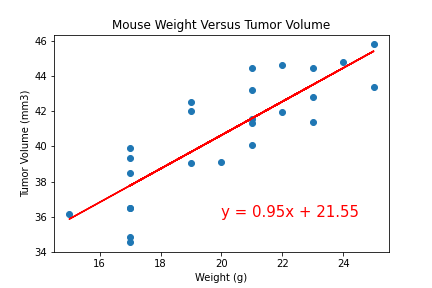 Mouse Weight Versus Tumor Volume
46
44
42
40
38
36
34
Tumor Volume (mm3)
y = 0.95x + 21.55
16 18 20 22 24
Weight (g)